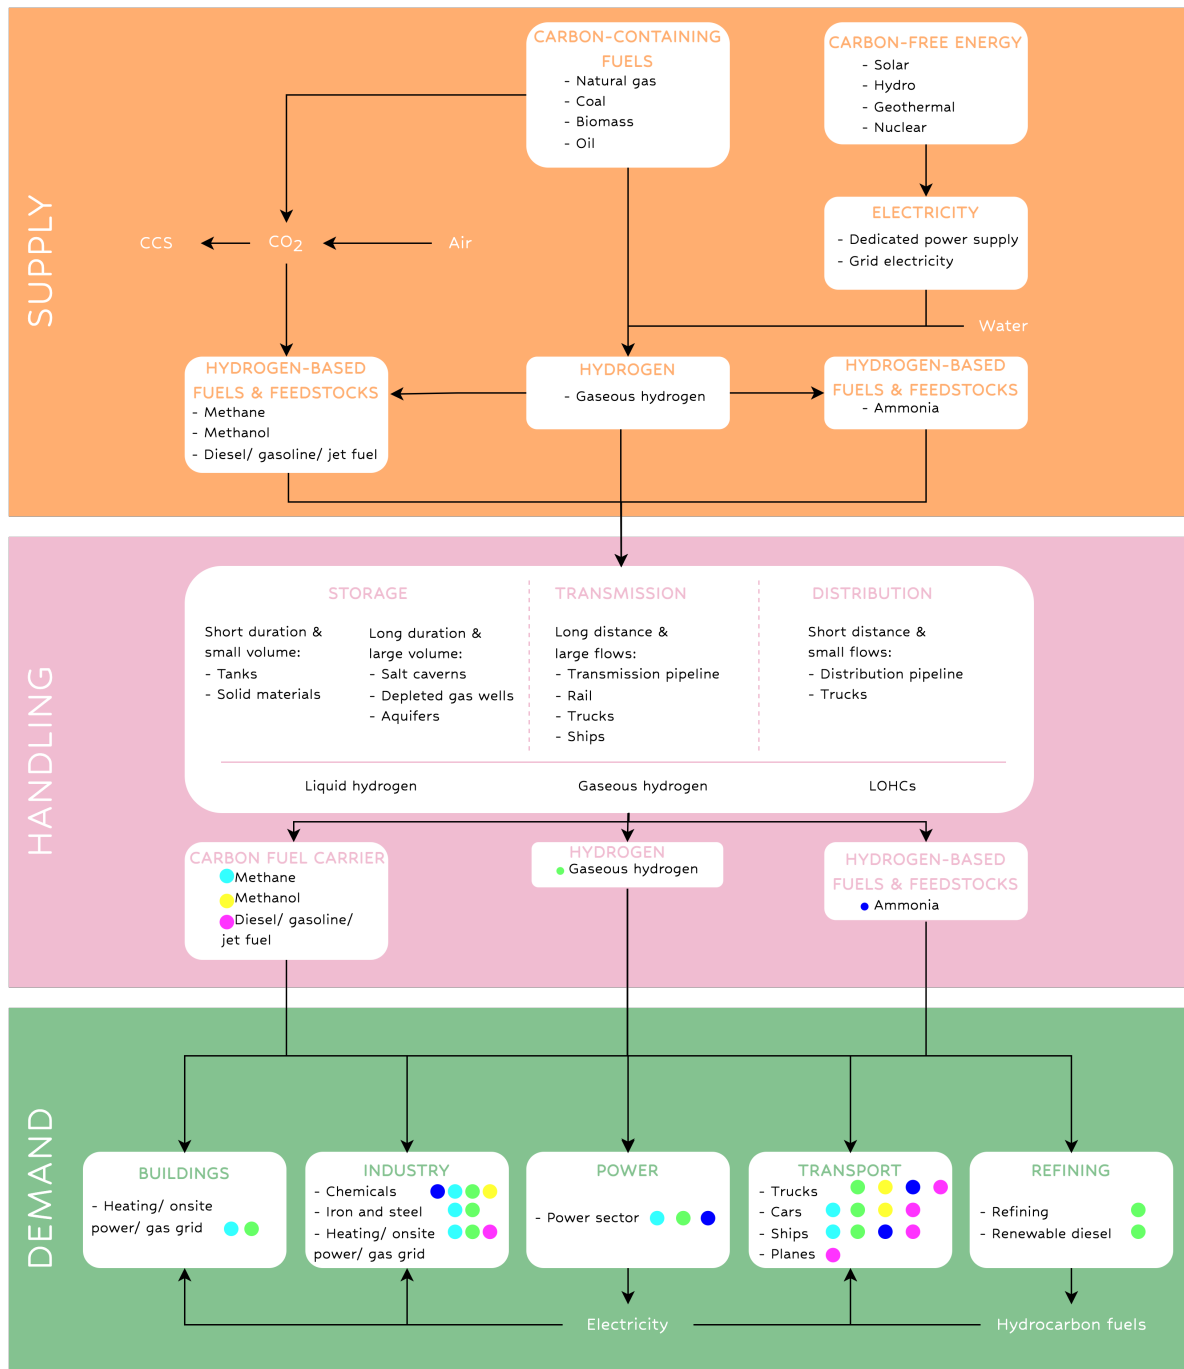 SUPPLY
CARBON-CONTAINING
FUELS
- Natural gas
- Coal
- Biomass
- Oil
CARBON-FREE ENERGY
- Solar
- Hydro
- Geothermal
- Nuclear
ELECTRICITY
- Dedicated power supply
- Grid electricity
CCS
CO2
Air
Water
HYDROGEN-BASED
FUELS & FEEDSTOCKS
- Methane
- Methanol
- Diesel/ gasoline/ jet fuel
HYDROGEN
- Gaseous hydrogen
HYDROGEN-BASED
FUELS & FEEDSTOCKS
- Ammonia
HANDLING
STORAGE
Short duration &
small volume:
- Tanks
- Solid materials
Long duration &
large volume:
- Salt caverns
- Depleted gas wells
- Aquifers
TRANSMISSION
Long distance &
large flows:
- Transmission pipeline
- Rail
- Trucks
- Ships
DISTRIBUTION
Short distance &
small flows:
- Distribution pipeline
- Trucks
Liquid hydrogen
Gaseous hydrogen
LOHCs
CARBON FUEL CARRIER
Methane
Methanol
Diesel/ gasoline/
jet fuel
HYDROGEN
Gaseous hydrogen
HYDROGEN-BASED
FUELS & FEEDSTOCKS
Ammonia
DEMAND
BUILDINGS
- Heating/ onsite
power/ gas grid
INDUSTRY
- Chemicals
- Iron and steel
- Heating/ onsite
power/ gas grid
POWER
- Power sector
TRANSPORT
- Trucks
- Cars
- Ships
- Planes
REFINING
- Refining
- Renewable diesel
Electricity
Hydrocarbon fuels